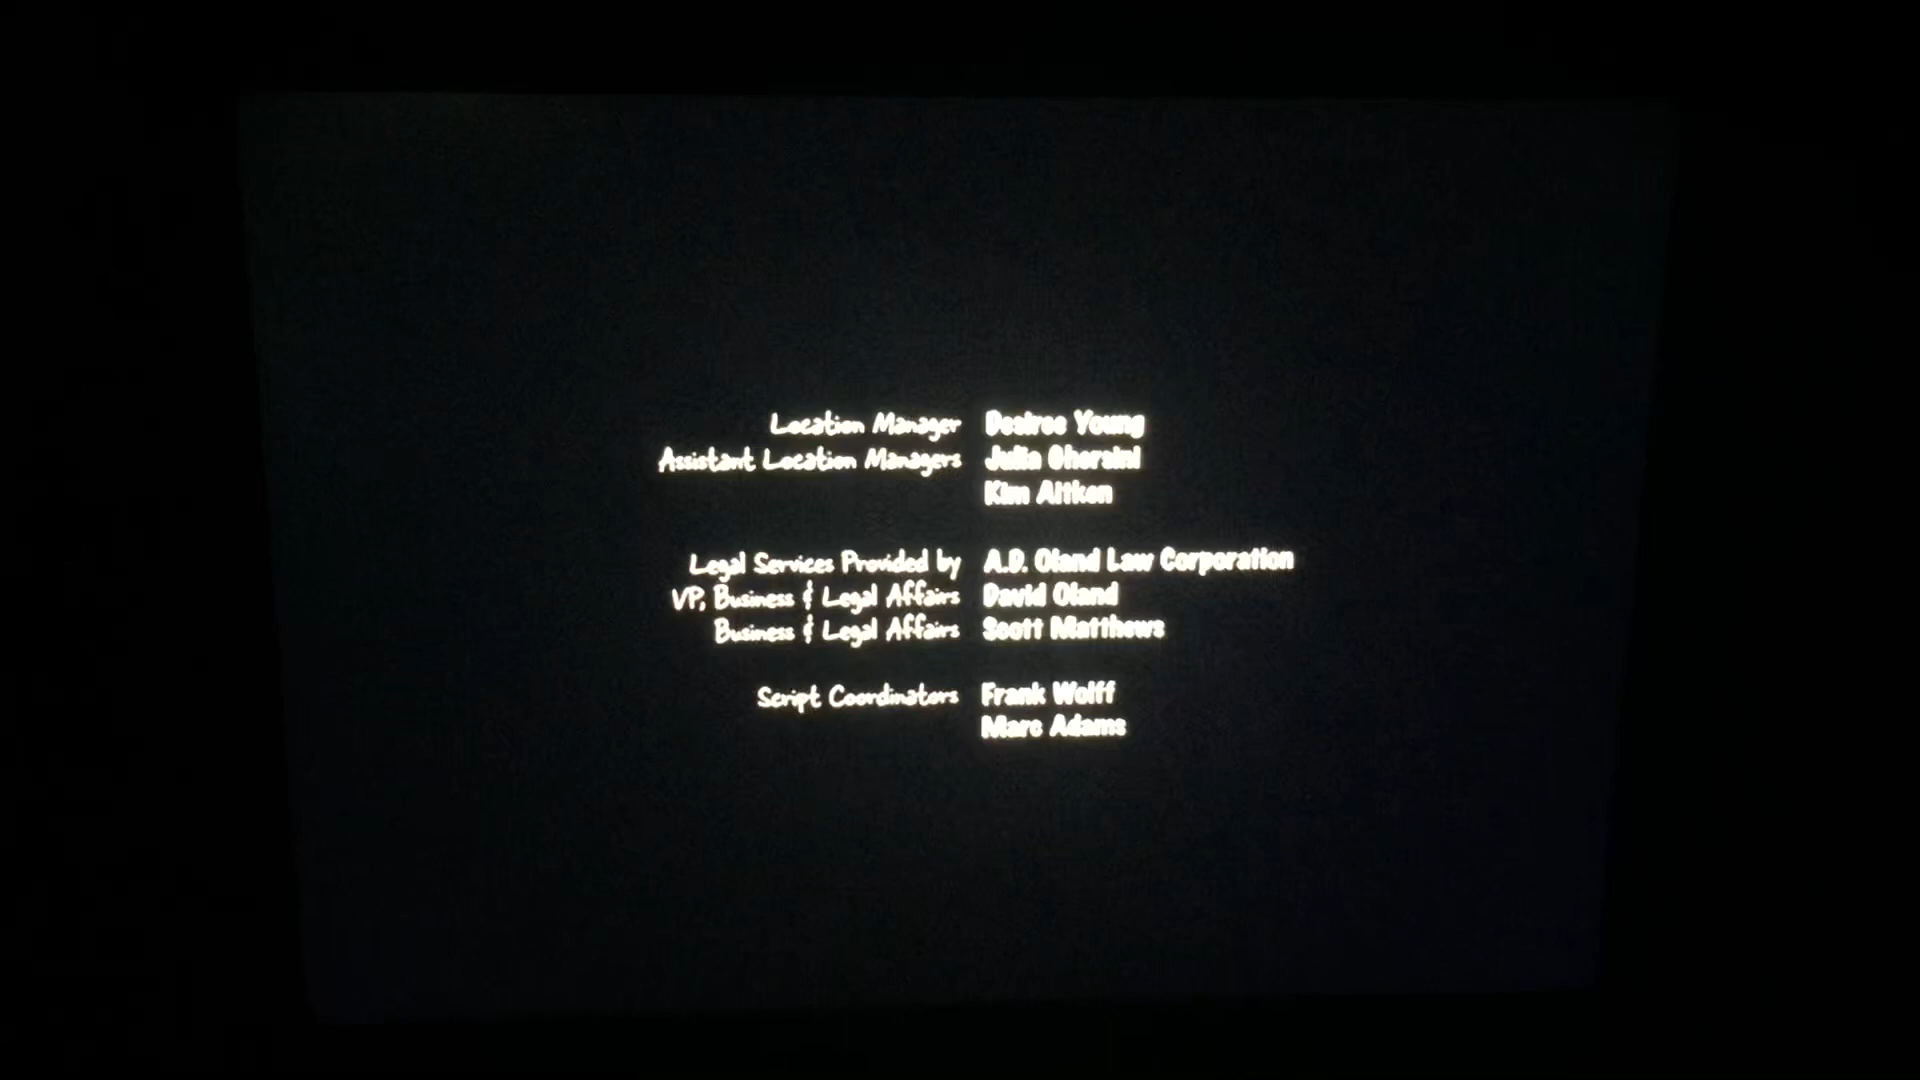 Location Manager Desiree Young
Assistant Location Managers Julia Ghersini
Kim Aitken
Legal Services Provided by A.D. Oland Law Corporation
VP, Business & Legal Affairs David Oland
Business & Legal Affairs Scott Matthews
Script Coordinators Frank Wolff
Marc Adams